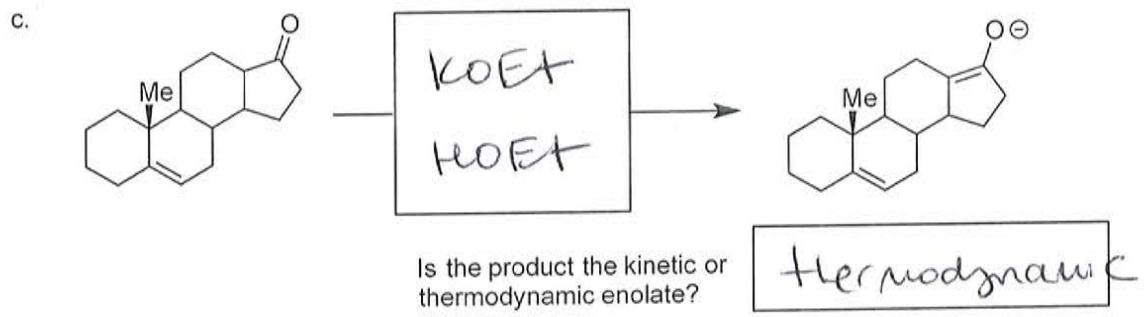 c.
O
Me
KOEt
HOEt
O⊖
Me
Is the product the kinetic or
thermodynamic enolate?
thermodynamic